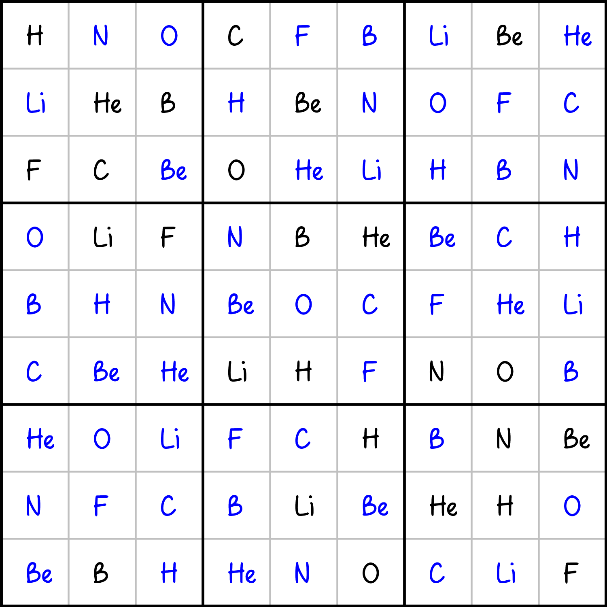 H N O C F B Li Be He
Li He B H Be N O F C
F C Be O He Li H B N
O Li F N B He Be C H
B H N Be O C F He Li
C Be He Li H F N O B
He O Li F C H B N Be
N F C B Li Be He H O
Be B H He N O C Li F